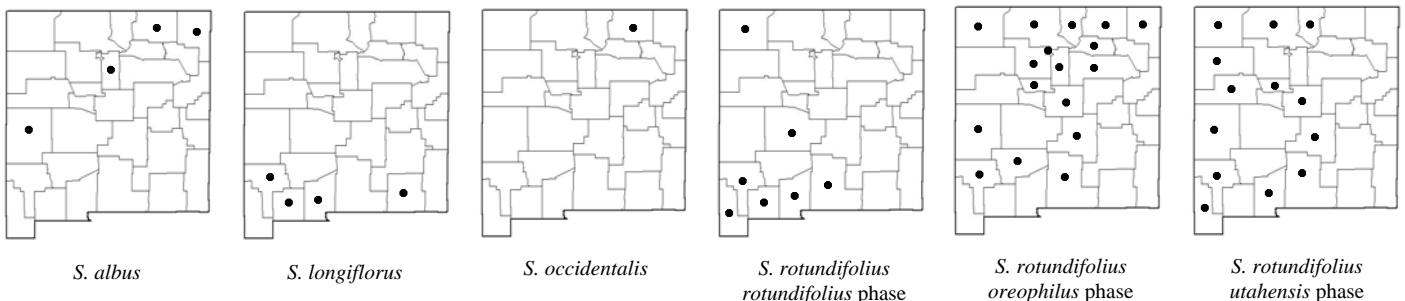 S. albus
S. longiflorus
S. occidentalis
S. rotundifolius
rotundifolius phase
S. rotundifolius
oreophilus phase
S. rotundifolius
utahensis phase